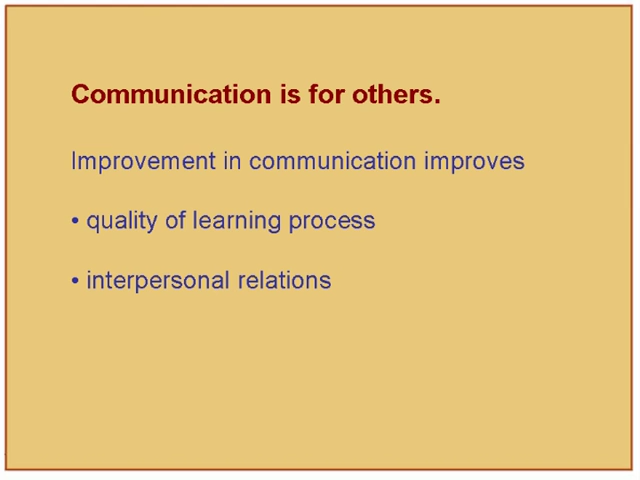 Communication is for others.
Improvement in communication improves
• quality of learning process
• interpersonal relations